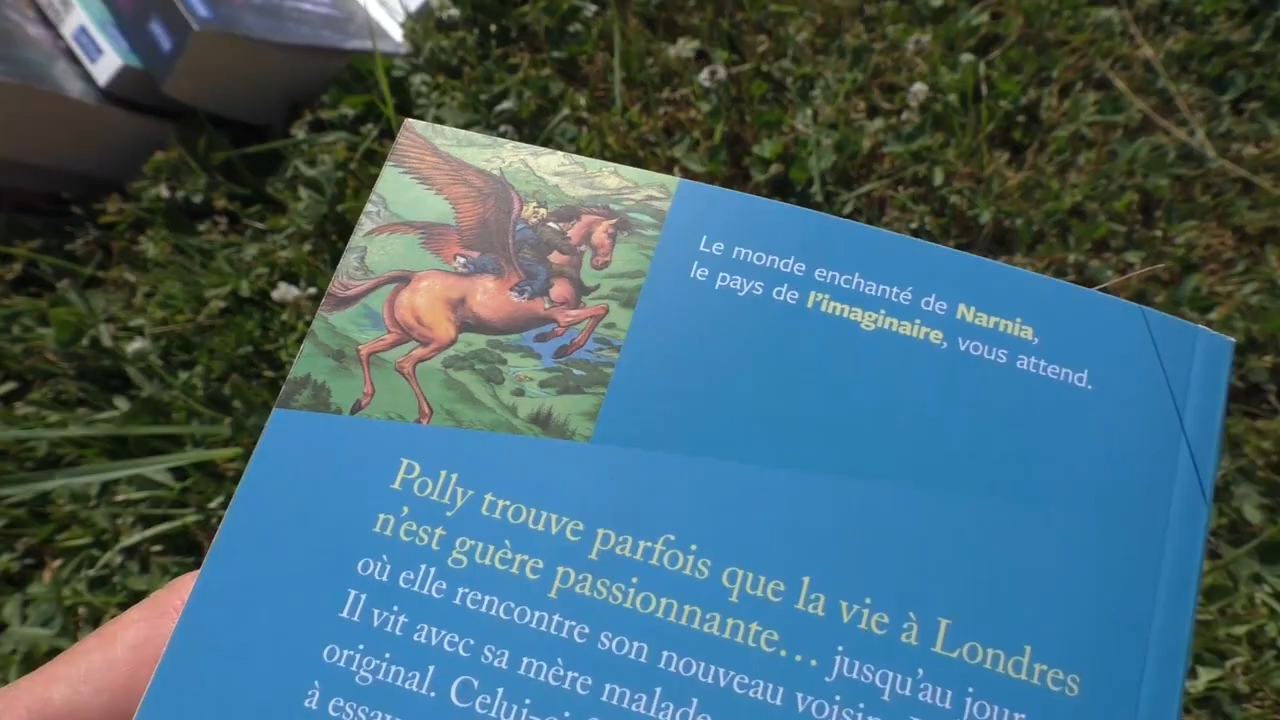 Le monde enchanté de Narnia,
le pays de l'imaginaire, vous attend.
Polly trouve parfois que la vie à Londres
n'est guère passionnante... jusqu'au jour
où elle rencontre son nouveau voisin
Il vit avec sa mère malade
original. Celui-ci
à essay